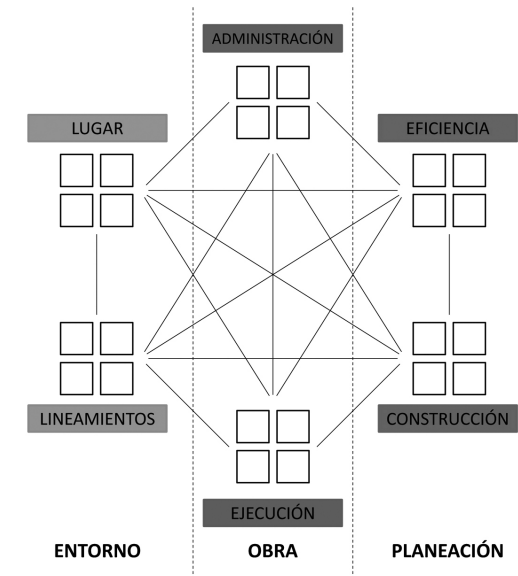 ADMINISTRACIÓN
LUGAR
EFICIENCIA
LINEAMIENTOS
CONSTRUCCIÓN
EJECUCIÓN
ENTORNO
OBRA
PLANEACIÓN